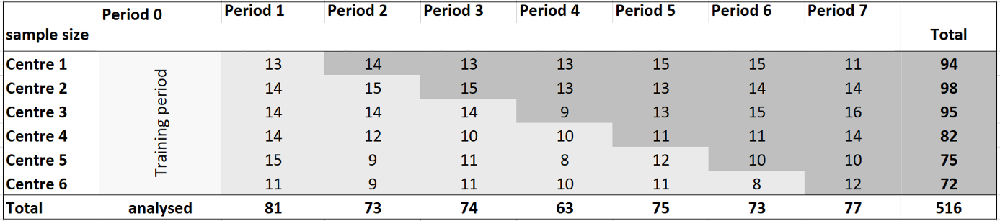 Period 0 Period 1 Period 2 Period 3 Period 4 Period 5 Period 6 Period 7
sample size Total
Centre 1 13 14 13 13 15 15 11 94
Centre 2 14 15 15 13 13 14 14 98
Centre 3 14 14 14 9 13 15 16 95
Centre 4 14 12 10 10 11 11 14 82
Centre 5 15 9 11 8 12 10 10 75
Centre 6 11 9 11 10 11 8 12 72
Training period
Total analysed 81 73 74 63 75 73 77 516